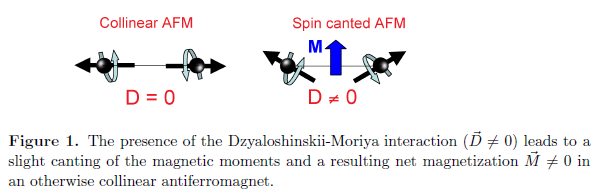 Collinear AFM
Spin canted AFM
M
D = 0
D ≠ 0
Figure 1. The presence of the Dzyaloshinskii-Moriya interaction (D⃗ ≠ 0) leads to a
slight canting of the magnetic moments and a resulting net magnetization M⃗ ≠ 0 in
an otherwise collinear antiferromagnet.